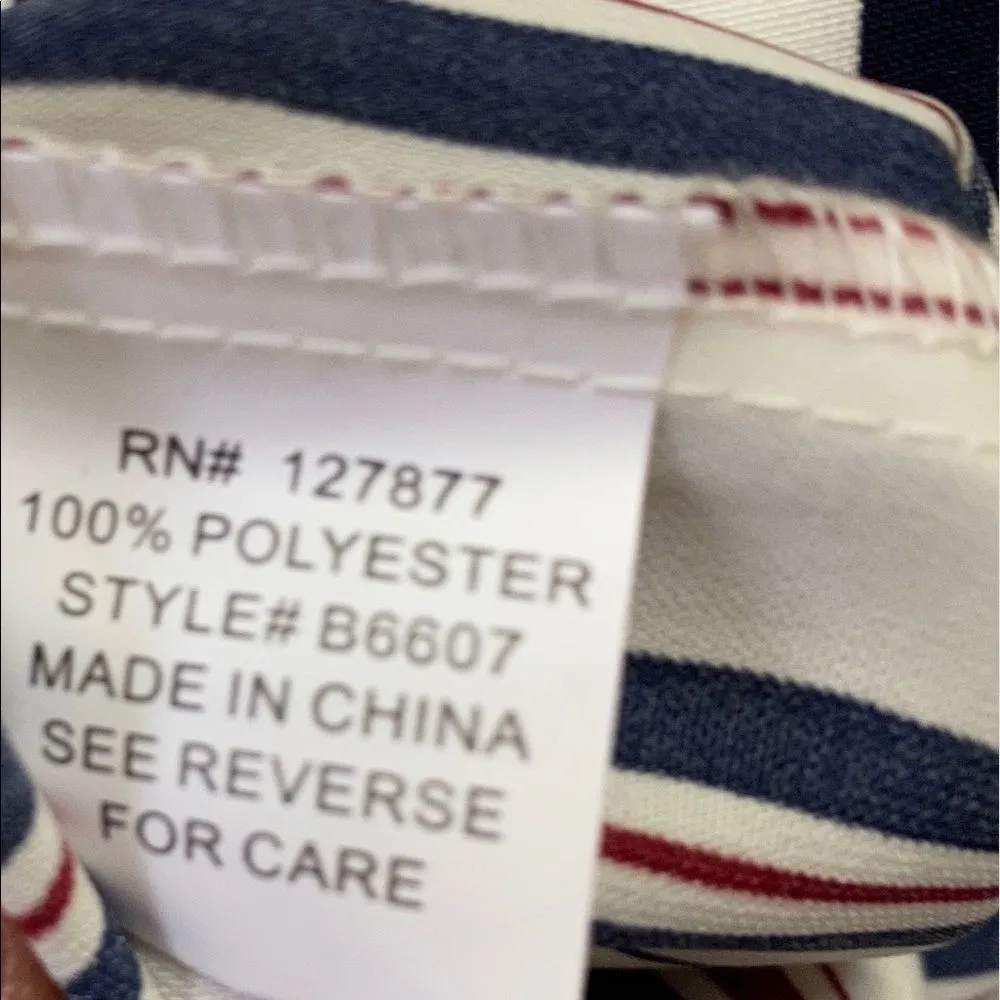 RN# 127877
100% POLYESTER
STYLE# B6607
MADE IN CHINA
SEE REVERSE
FOR CARE